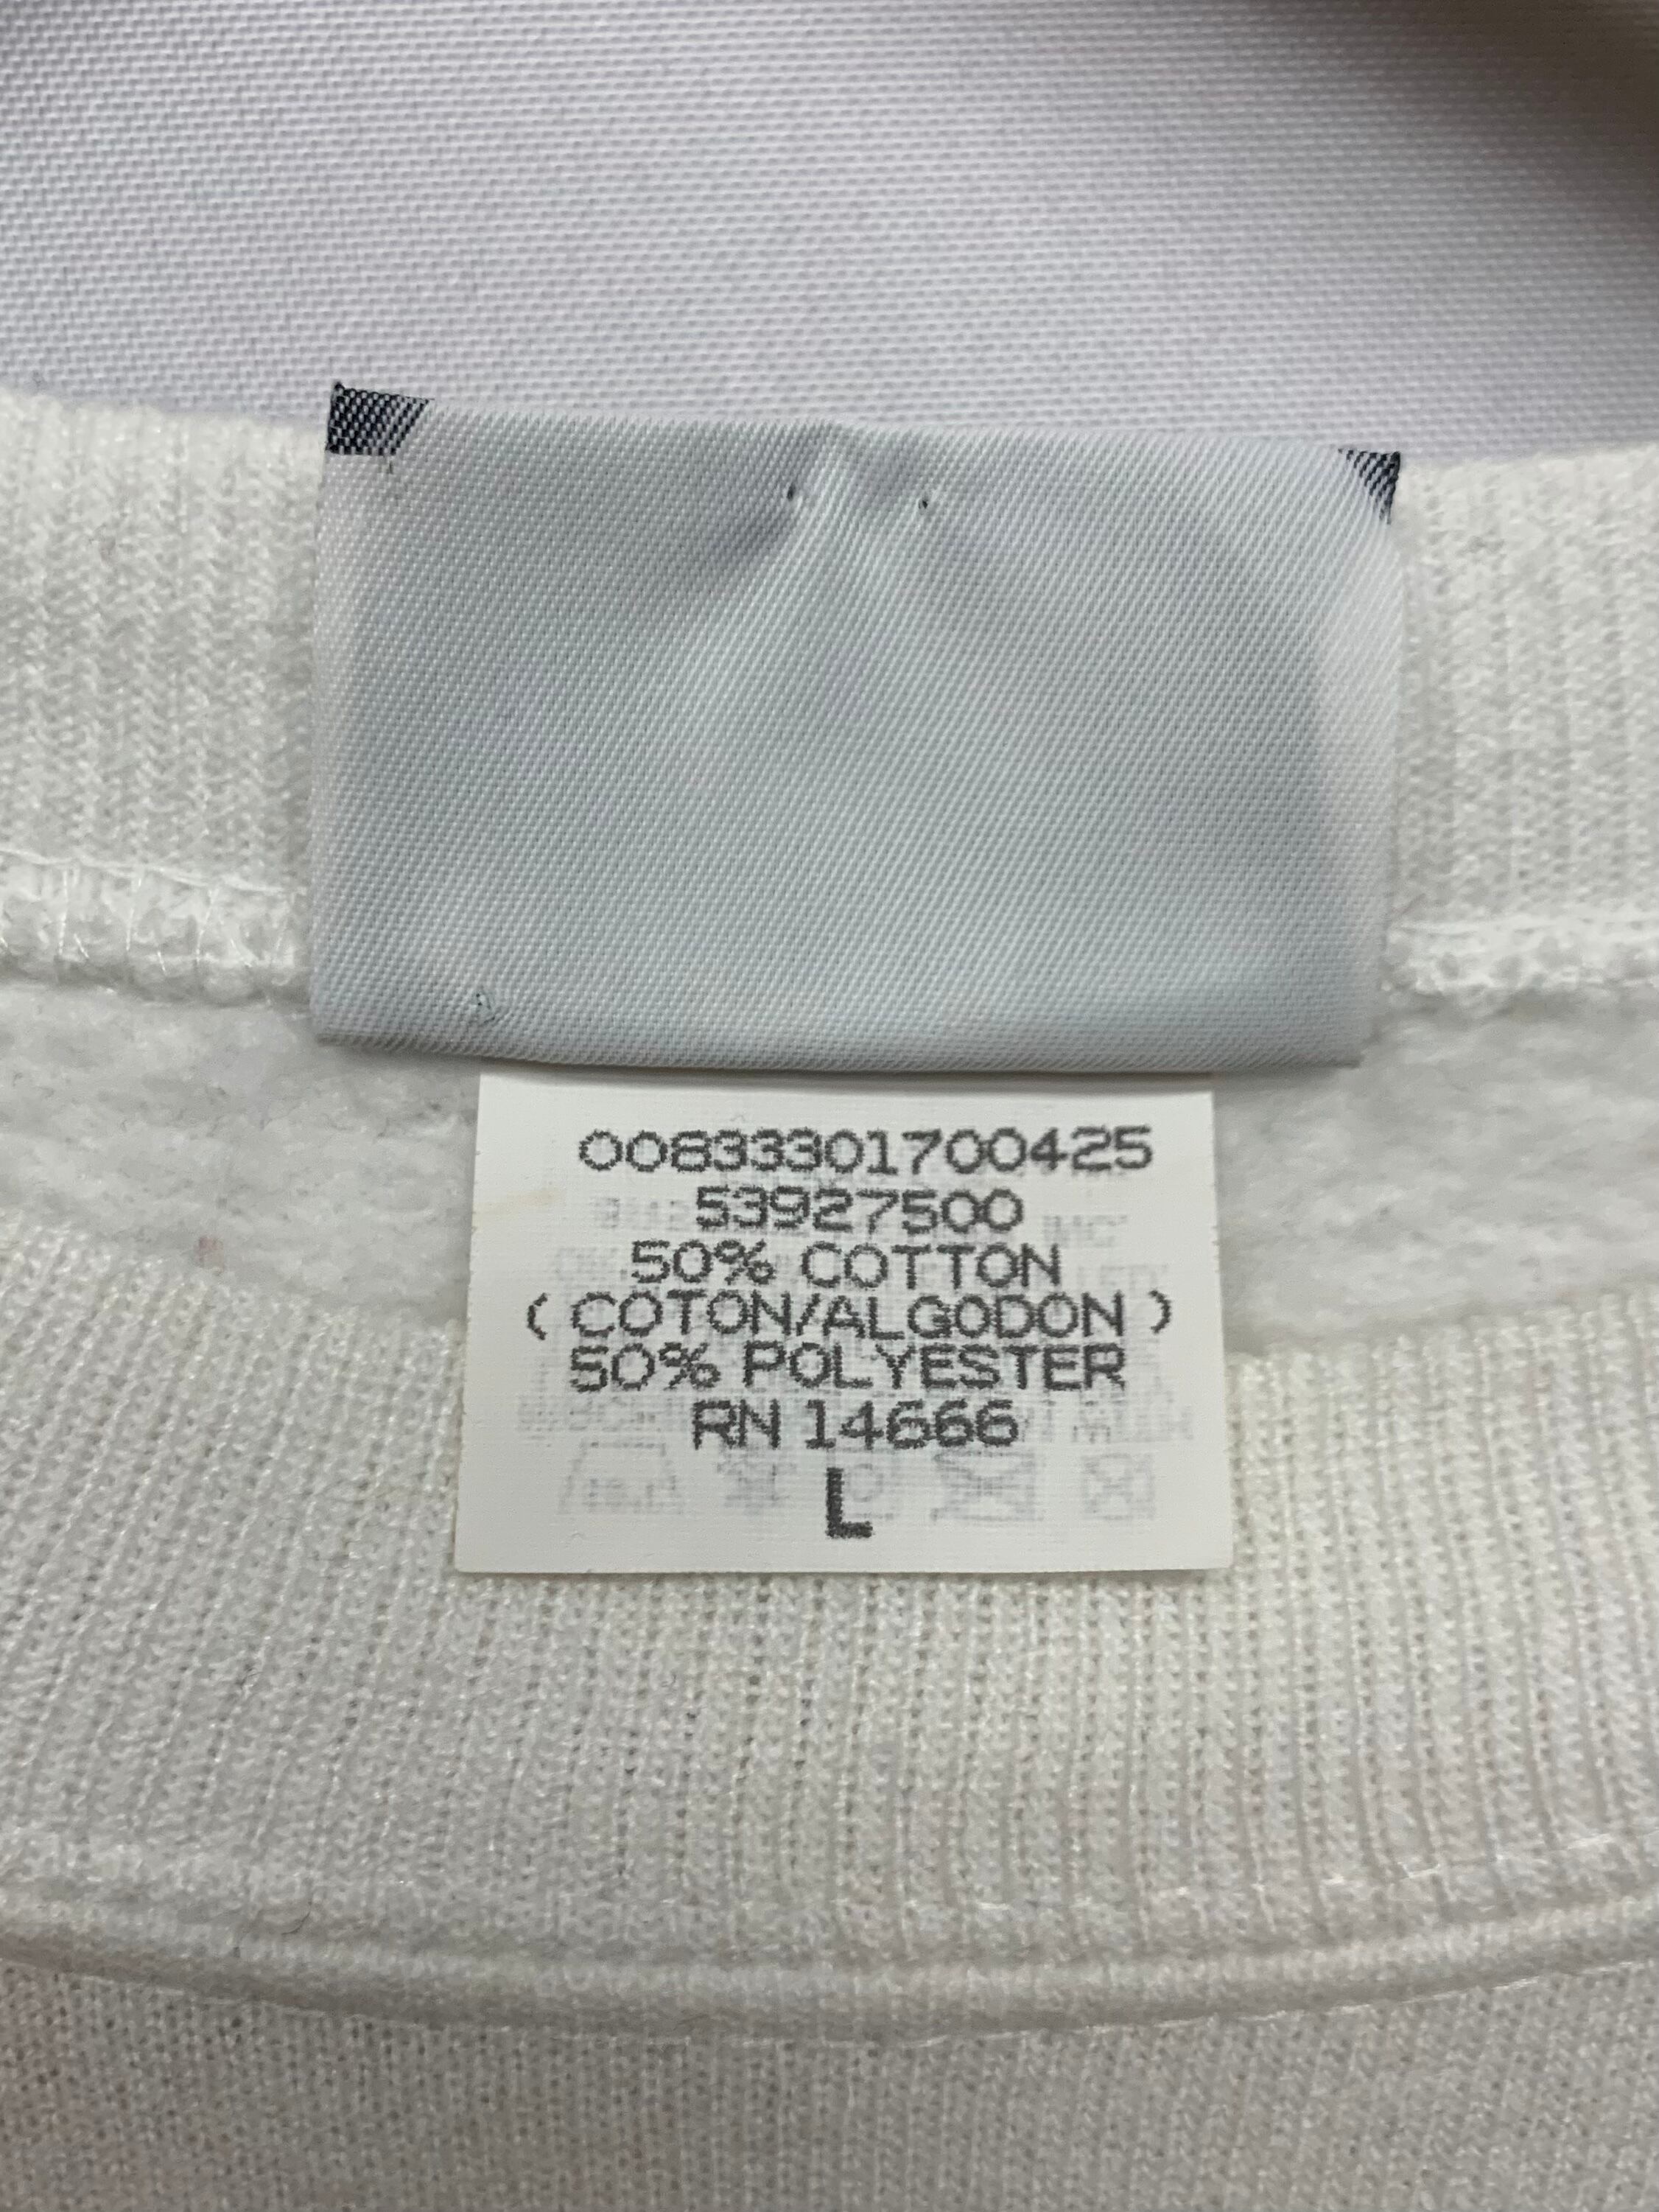 00833301700425
53927500
50% COTTON
( COTON/ALGODON )
50% POLYESTER
RN 14666
L